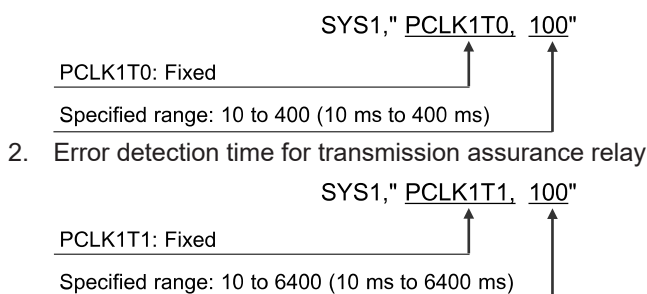 SYS1," PCLK1T0, 100"
PCLK1T0: Fixed
Specified range: 10 to 400 (10 ms to 400 ms)
2. Error detection time for transmission assurance relay
SYS1," PCLK1T1, 100"
PCLK1T1: Fixed
Specified range: 10 to 6400 (10 ms to 6400 ms)